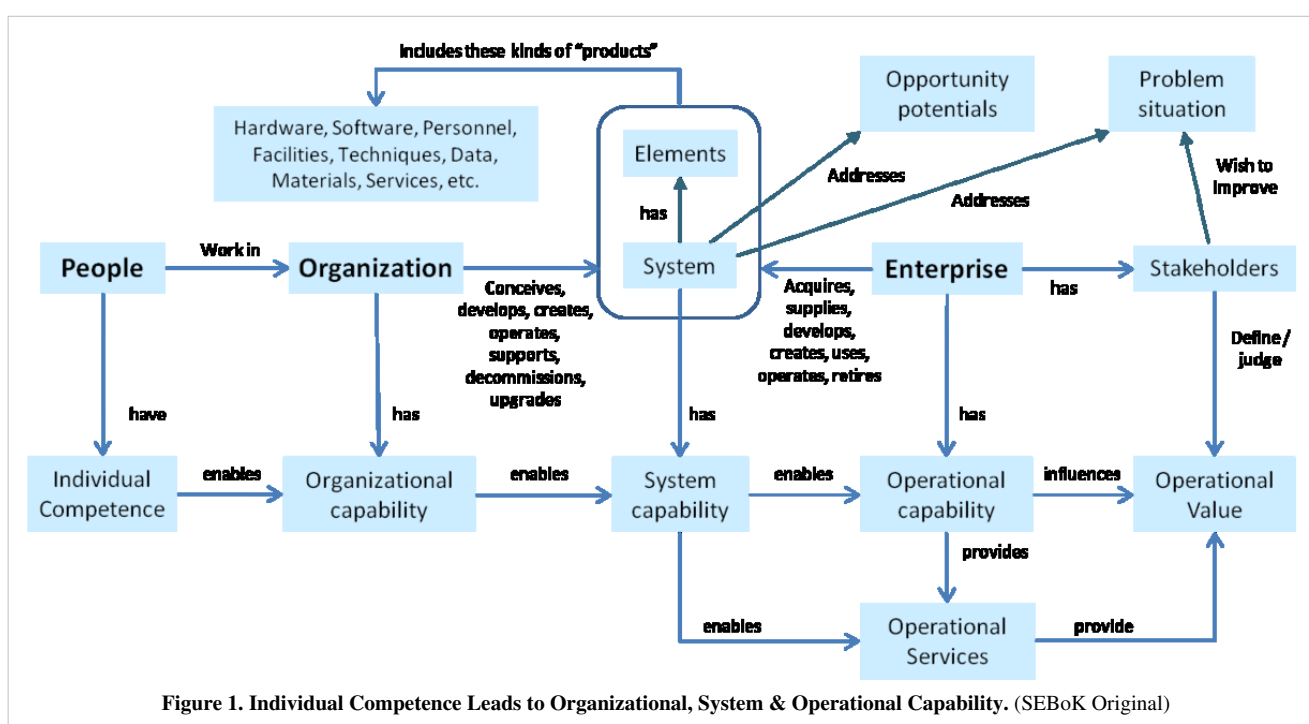 Includes these kinds of “products”
Opportunity
potentials
Problem
situation
Hardware, Software, Personnel,
Facilities, Techniques, Data,
Materials, Services, etc.
Elements
Addresses
Wish to
Improve
has
Addresses
People
Work in
Organization
System
Enterprise
Stakeholders
has
Conceives,
develops, creates,
operates,
supports,
decommissions,
upgrades
Acquires,
supplies,
develops,
creates, uses,
operates, retires
Define /
judge
have
has
has
has
Individual
Competence
enables
Organizational
capability
enables
System
capability
enables
Operational
capability
influences
Operational
Value
provides
enables
Operational
Services
provide
Figure 1. Individual Competence Leads to Organizational, System & Operational Capability. (SEBoK Original)